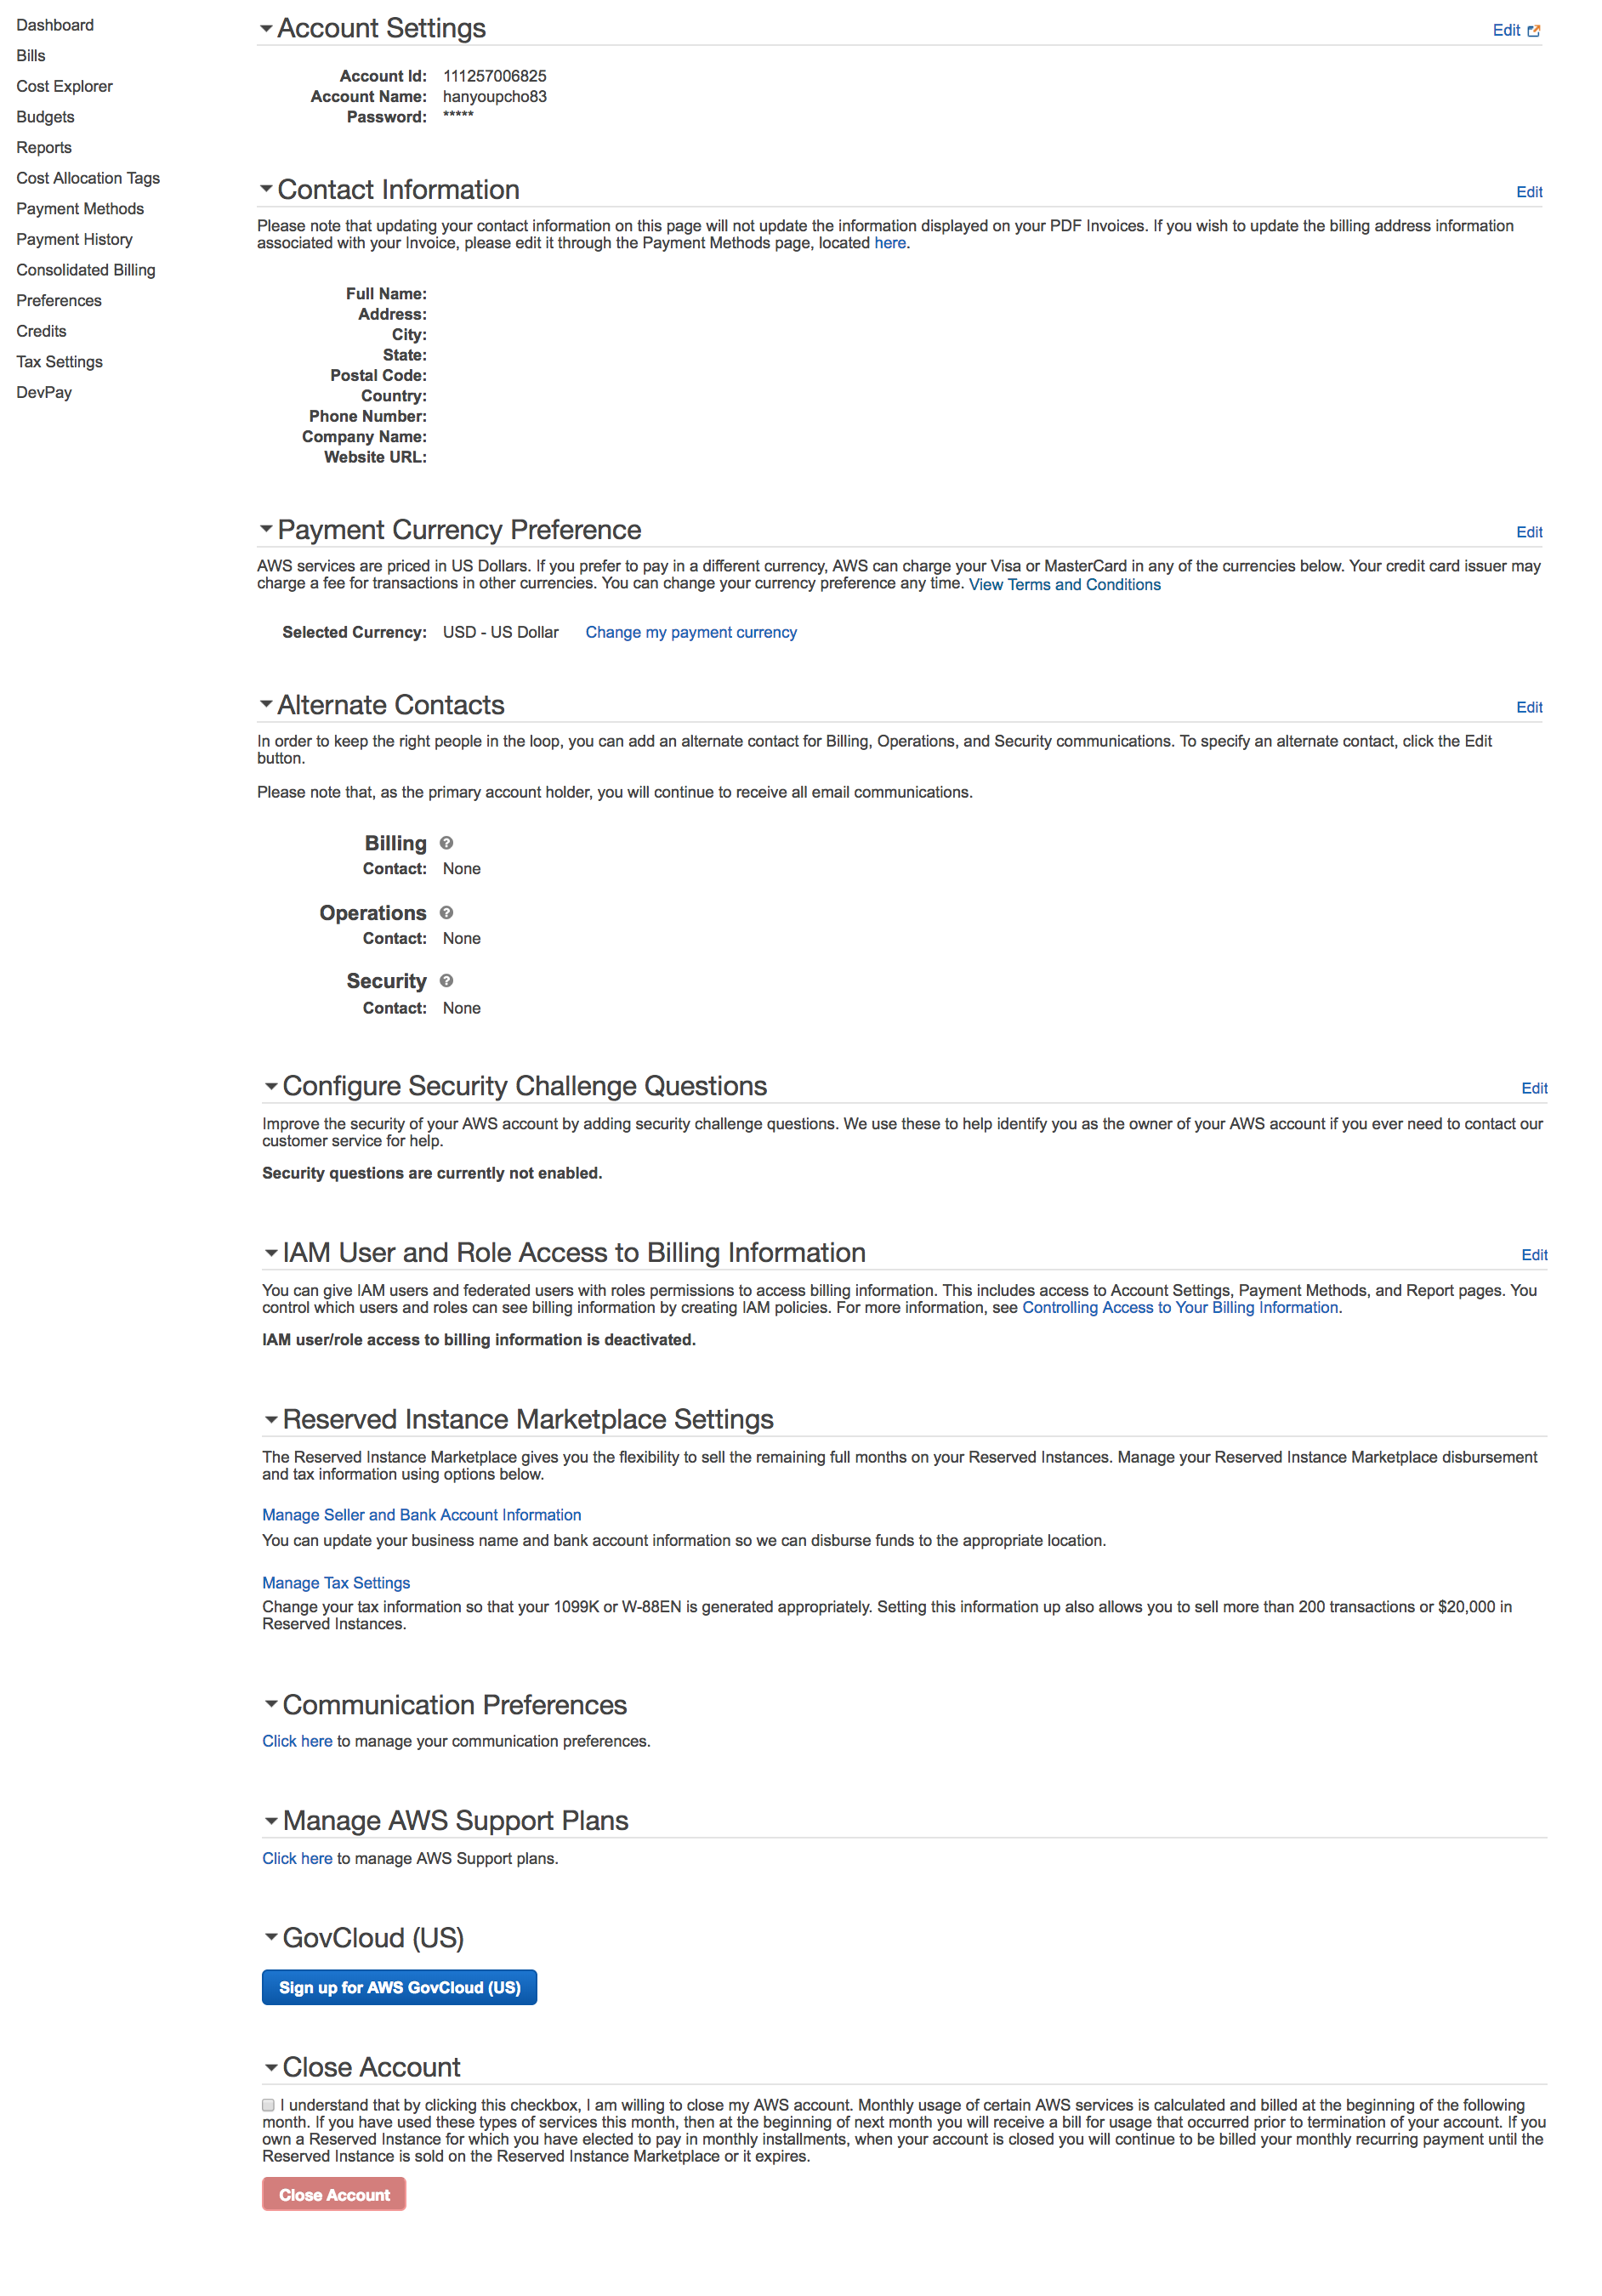 Dashboard
Bills
Cost Explorer
Budgets
Reports
Cost Allocation Tags
Payment Methods
Payment History
Consolidated Billing
Preferences
Credits
Tax Settings
DevPay
Account Settings
Edit
Account Id: 111257006825
Account Name: hanyoupcho83
Password: *****
Contact Information
Edit
Please note that updating your contact information on this page will not update the information displayed on your PDF Invoices. If you wish to update the billing address information
associated with your Invoice, please edit it through the Payment Methods page, located here.
Full Name:
Address:
City:
State:
Postal Code:
Country:
Phone Number:
Company Name:
Website URL:
Payment Currency Preference
Edit
AWS services are priced in US Dollars. If you prefer to pay in a different currency, AWS can charge your Visa or MasterCard in any of the currencies below. Your credit card issuer may
charge a fee for transactions in other currencies. You can change your currency preference any time. View Terms and Conditions
Selected Currency: USD - US Dollar Change my payment currency
Alternate Contacts
Edit
In order to keep the right people in the loop, you can add an alternate contact for Billing, Operations, and Security communications. To specify an alternate contact, click the Edit
button.
Please note that, as the primary account holder, you will continue to receive all email communications.
Billing ?
Contact: None
Operations ?
Contact: None
Security ?
Contact: None
Configure Security Challenge Questions
Edit
Improve the security of your AWS account by adding security challenge questions. We use these to help identify you as the owner of your AWS account if you ever need to contact our
customer service for help.
Security questions are currently not enabled.
IAM User and Role Access to Billing Information
Edit
You can give IAM users and federated users with roles permissions to access billing information. This includes access to Account Settings, Payment Methods, and Report pages. You
control which users and roles can see billing information by creating IAM policies. For more information, see Controlling Access to Your Billing Information.
IAM user/role access to billing information is deactivated.
Reserved Instance Marketplace Settings
The Reserved Instance Marketplace gives you the flexibility to sell the remaining full months on your Reserved Instances. Manage your Reserved Instance Marketplace disbursement
and tax information using options below.
Manage Seller and Bank Account Information
You can update your business name and bank account information so we can disburse funds to the appropriate location.
Manage Tax Settings
Change your tax information so that your 1099K or W-88EN is generated appropriately. Setting this information up also allows you to sell more than 200 transactions or $20,000 in
Reserved Instances.
Communication Preferences
Click here to manage your communication preferences.
Manage AWS Support Plans
Click here to manage AWS Support plans.
GovCloud (US)
Sign up for AWS GovCloud (US)
Close Account
I understand that by clicking this checkbox, I am willing to close my AWS account. Monthly usage of certain AWS services is calculated and billed at the beginning of the following
month. If you have used these types of services this month, then at the beginning of next month you will receive a bill for usage that occurred prior to termination of your account. If you
own a Reserved Instance for which you have elected to pay in monthly installments, when your account is closed you will continue to be billed your monthly recurring payment until the
Reserved Instance is sold on the Reserved Instance Marketplace or it expires.
Close Account